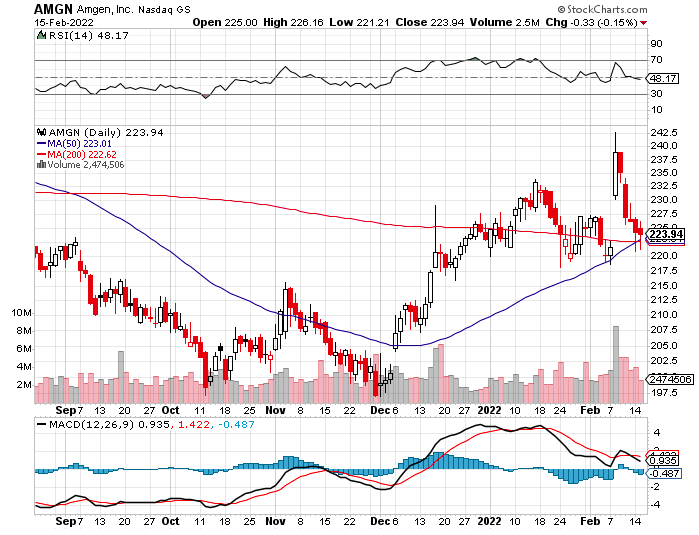 AMGN Amgen, Inc. Nasdaq GS
© StockCharts.com
15-Feb-2022 Open 225.00 High 226.16 Low 221.21 Close 223.94 Volume 2.5M Chg -0.33 (-0.15%)
RSI(14) 48.17
90
70
50
48.17
30
10
AMGN (Daily) 223.94
MA(50) 223.01
MA(200) 222.62
Volume 2,474,506
242.5
240.0
237.5
235.0
232.5
230.0
227.5
225.0
223.94
220.0
217.5
215.0
212.5
210.0
207.5
205.0
202.5
197.5
10M
8M
6M
4M
2M
2474506
Sep 7 13 20 27 Oct 11 18 25 Nov 8 15 22 Dec 6 13 20 27 2022 10 18 24 Feb 7 14
MACD(12,26,9) 0.935, 1.422, -0.487
4
2
1.422
0.935
-0.487
-2
-4
Sep 7 13 20 27 Oct 11 18 25 Nov 8 15 22 Dec 6 13 20 27 2022 10 18 24 Feb 7 14